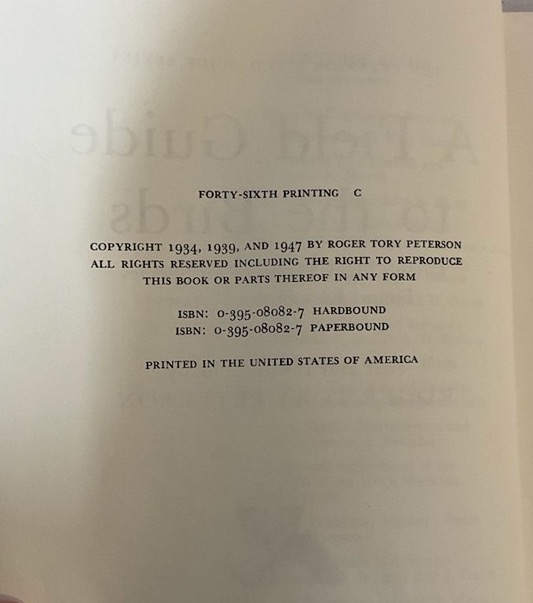 FORTY-SIXTH PRINTING C
COPYRIGHT 1934, 1939, AND 1947 BY ROGER TORY PETERSON
ALL RIGHTS RESERVED INCLUDING THE RIGHT TO REPRODUCE
THIS BOOK OR PARTS THEREOF IN ANY FORM
ISBN: 0-395-08082-7 HARDBOUND
ISBN: 0-395-08082-7 PAPERBOUND
PRINTED IN THE UNITED STATES OF AMERICA